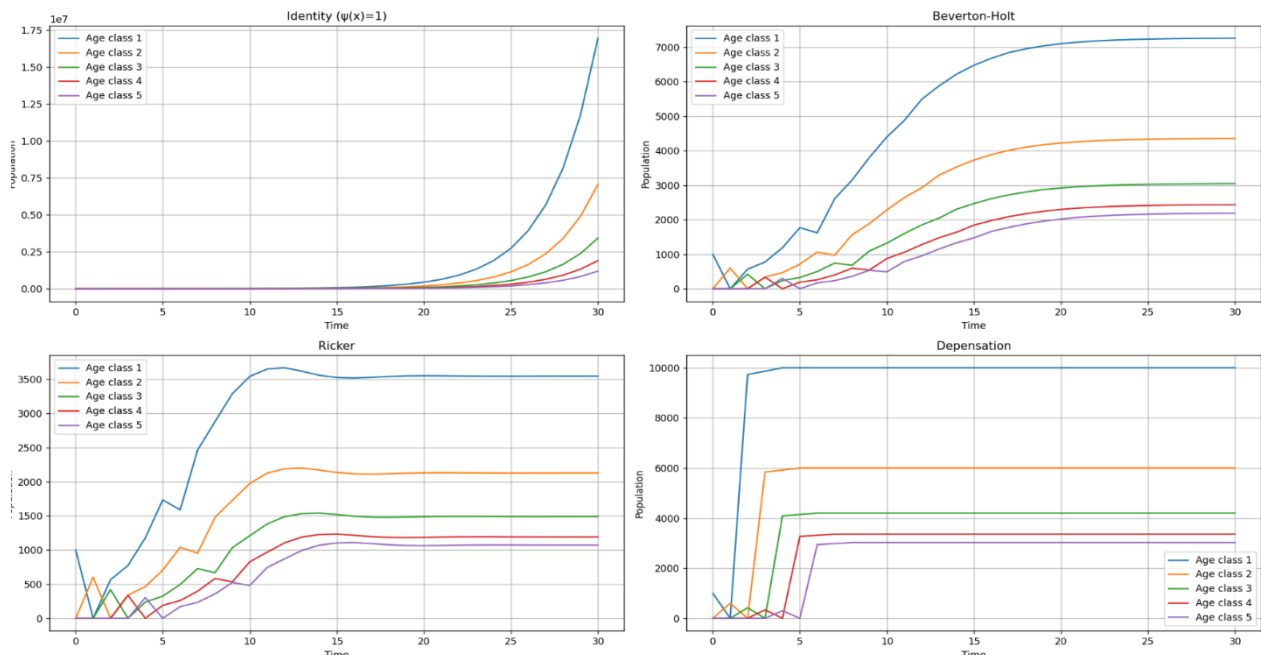 Identity (ψ(x)=1)
1e7
1.75
1.50
1.25
1.00
0.75
0.50
0.25
0.00
Age class 1
Age class 2
Age class 3
Age class 4
Age class 5
0 5 10 15 20 25 30
Time
Beverton-Holt
Population
7000
6000
5000
4000
3000
2000
1000
0
Age class 1
Age class 2
Age class 3
Age class 4
Age class 5
0 5 10 15 20 25 30
Time
Ricker
3500
3000
2500
2000
1500
1000
500
0
Age class 1
Age class 2
Age class 3
Age class 4
Age class 5
0 5 10 15 20 25 30
Time
Depensation
Population
10000
8000
6000
4000
2000
0
Age class 1
Age class 2
Age class 3
Age class 4
Age class 5
0 5 10 15 20 25 30
Time